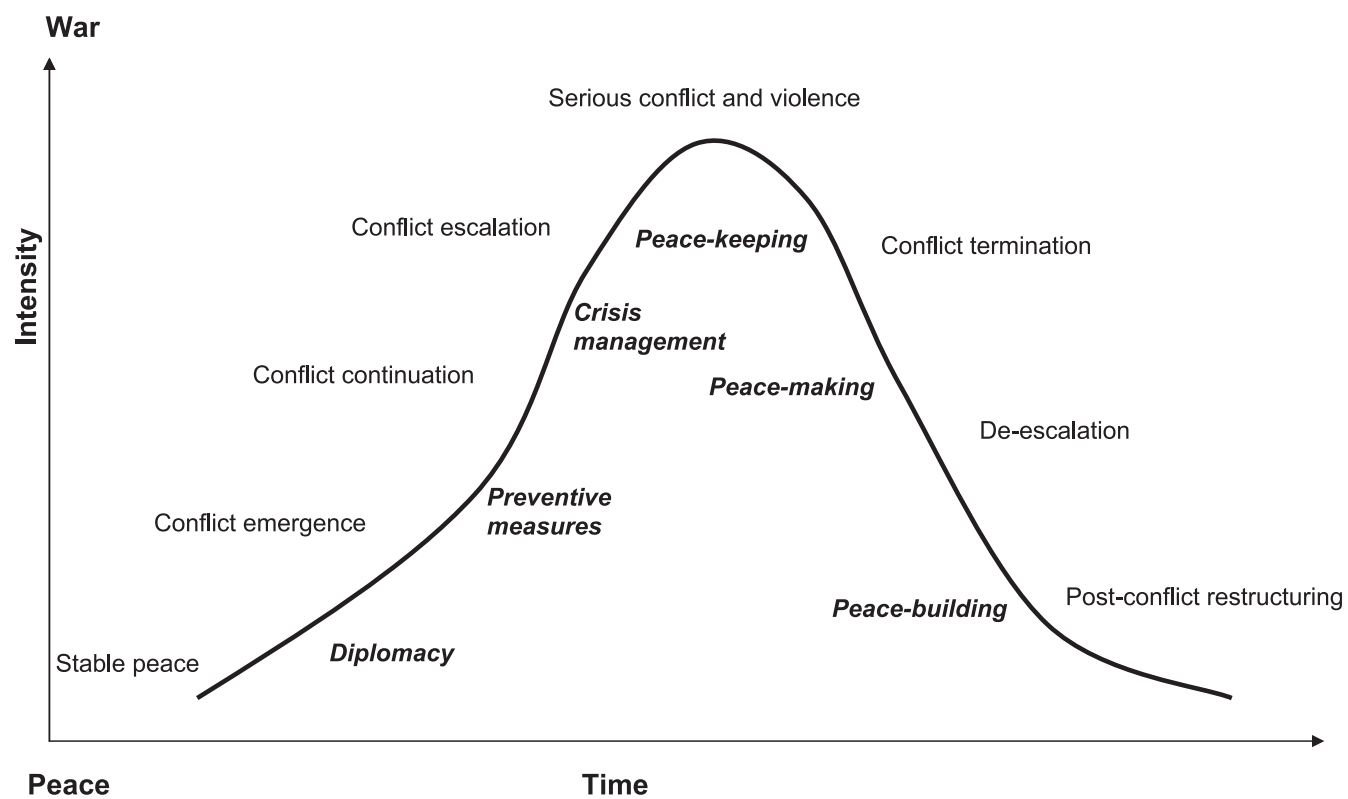 War
Serious conflict and violence
Conflict escalation
Peace-keeping
Conflict termination
Intensity
Crisis
management
Conflict continuation
Peace-making
De-escalation
Preventive
measures
Conflict emergence
Peace-building
Post-conflict restructuring
Diplomacy
Stable peace
Peace
Time